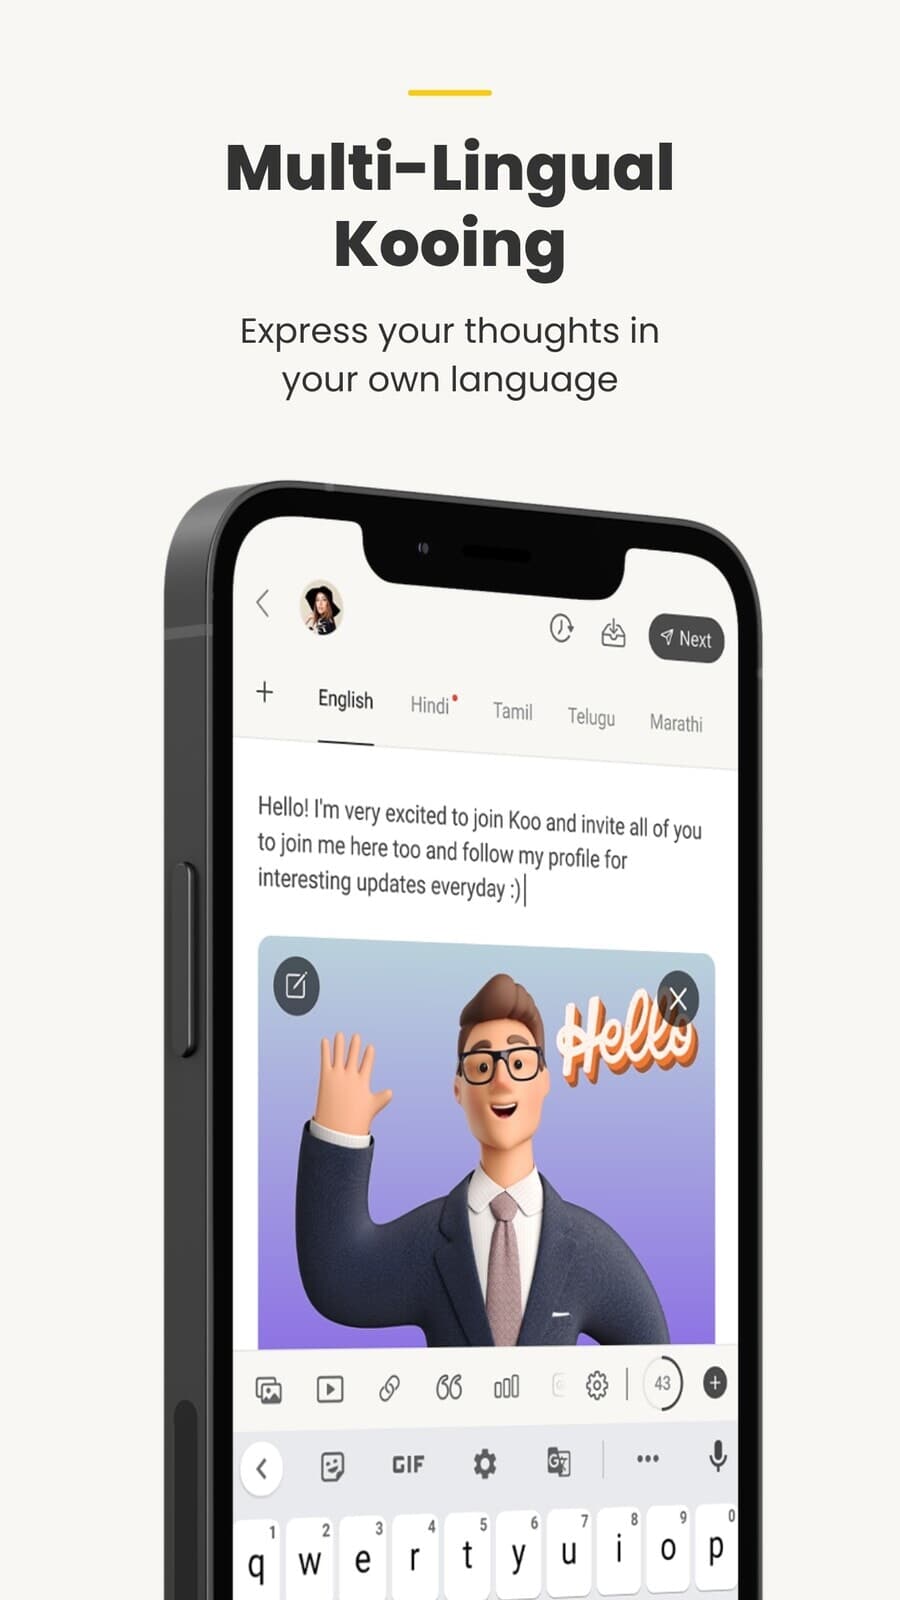 Multi-Lingual
Kooing
Express your thoughts in
your own language
Next
English Hindi Tamil Telugu Marathi
Hello! I'm very excited to join Koo and invite all of you
to join me here too and follow my profile for
interesting updates everyday :)
Hello
43
GIF
1 2 3 4 5 6 7 8 9 0
q w e r t y u i o p